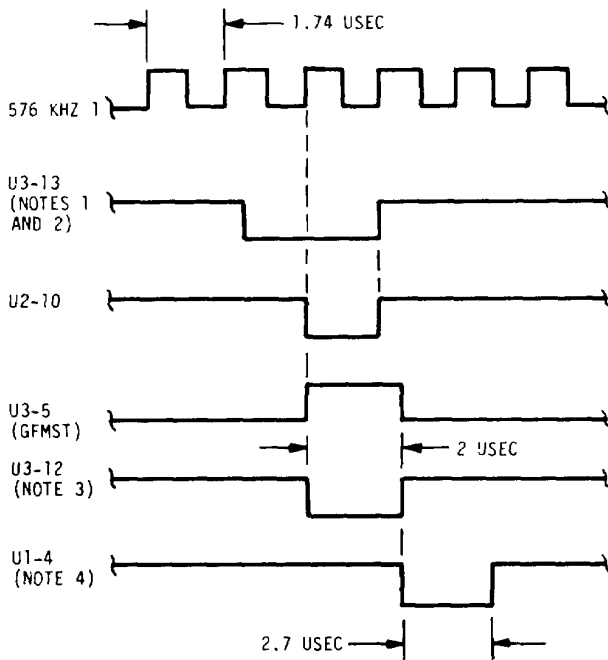 1.74 USEC
576 KHZ 1
U3-13
(NOTES 1
AND 2)
U2-10
U3-5
(GFMST)
2 USEC
U3-12
(NOTE 3)
U1-4
(NOTE 4)
2.7 USEC